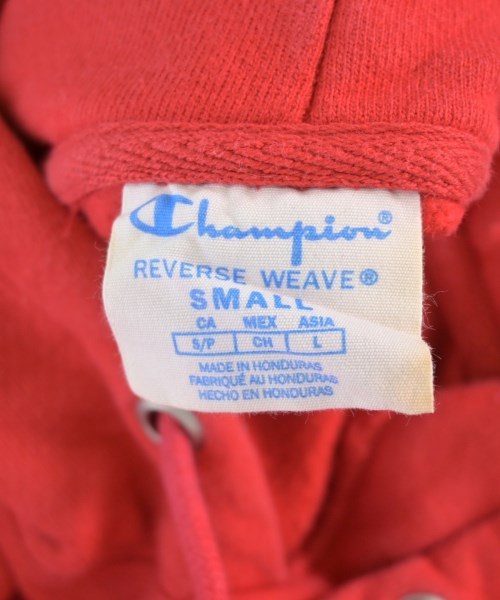 Champion®
REVERSE WEAVE®
SMALL
CA MEX ASIA
S/P CH L
MADE IN HONDURAS
FABRIQUÉ AU HONDURAS
HECHO EN HONDURAS